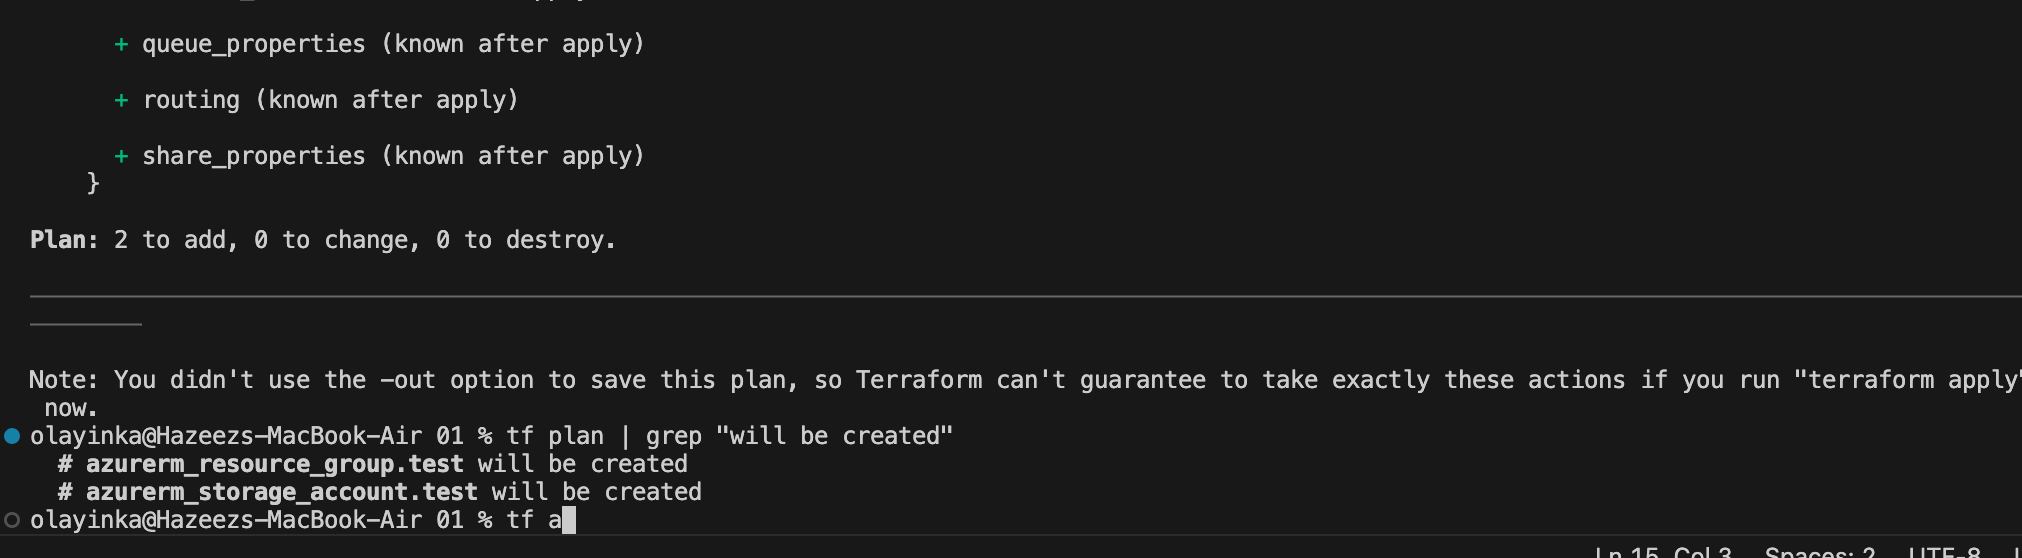 + queue_properties (known after apply)
+ routing (known after apply)
+ share_properties (known after apply)
}
Plan: 2 to add, 0 to change, 0 to destroy.
Note: You didn't use the -out option to save this plan, so Terraform can't guarantee to take exactly these actions if you run "terraform apply"
now.
olayinka@Hazeezs-MacBook-Air 01 % tf plan | grep "will be created"
# azurerm_resource_group.test will be created
# azurerm_storage_account.test will be created
olayinka@Hazeezs-MacBook-Air 01 % tf a
Ln 15, Col 3 Spaces: 2 UTF-8